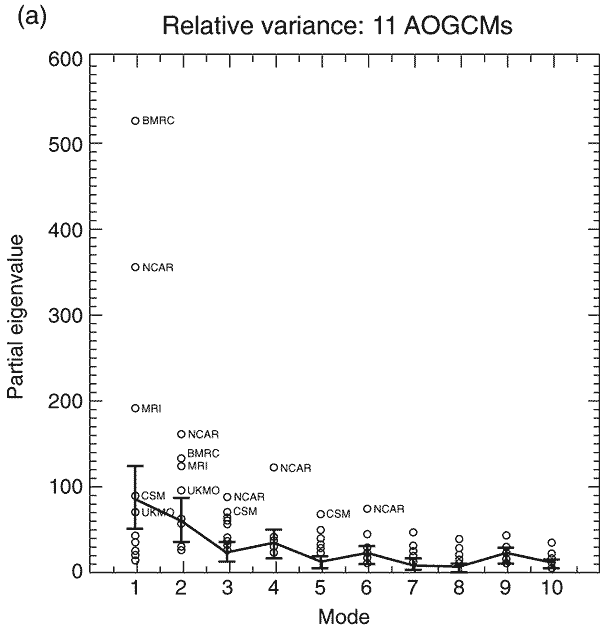 (a)
Relative variance: 11 AOGCMs
600
500
400
300
200
100
0
Partial eigenvalue
BMRC
NCAR
MRI
CSM
UKMO
NCAR
BMRC
MRI
UKMO
NCAR
CSM
NCAR
CSM
NCAR
1 2 3 4 5 6 7 8 9 10
Mode